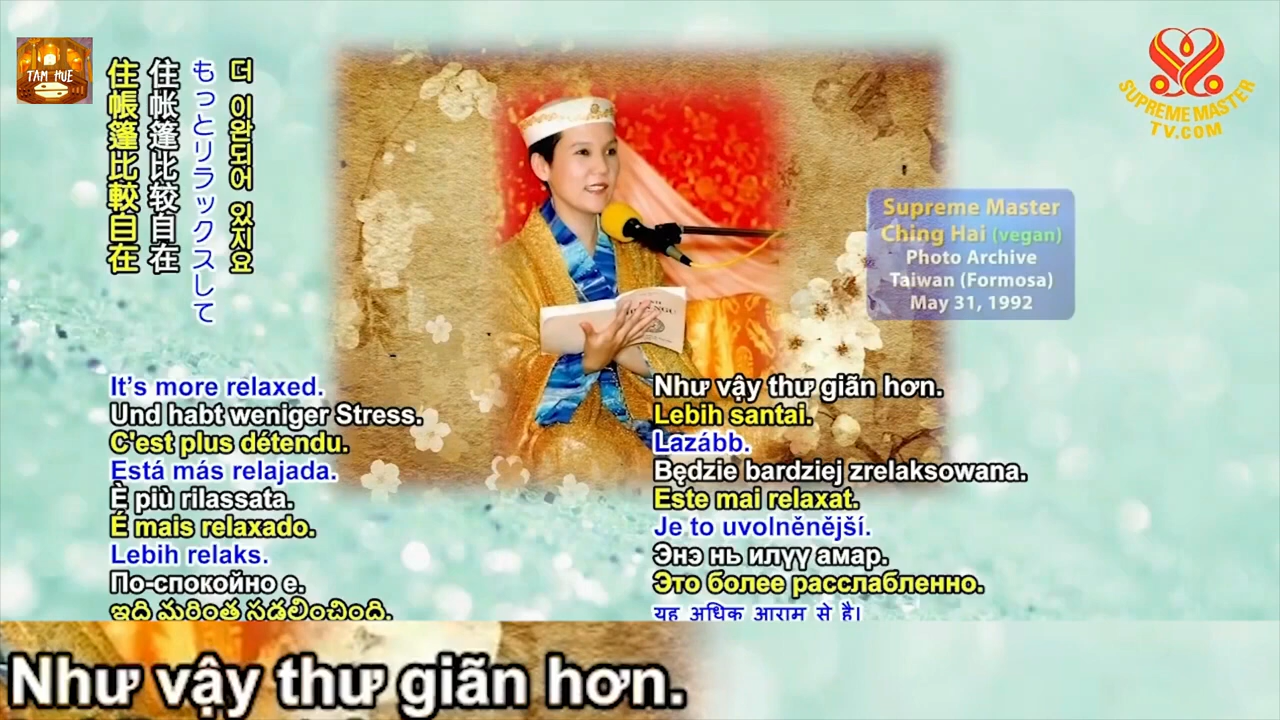 TAM HUE
住帳篷比較自在
住帐篷比较自在
もっとリラックスして
더 이완되어 있지요
SUPREME MASTER
TV.COM
Supreme Master
Ching Hai (vegan)
Photo Archive
Taiwan (Formosa)
May 31, 1992
It’s more relaxed.
Und habt weniger Stress.
C'est plus détendu.
Está más relajada.
È più rilassata.
É mais relaxado.
Lebih relaks.
По-спокойно е.
ఇది మరింత సడలించింది.
Như vậy thư giãn hơn.
Lebih santai.
Lazább.
Będzie bardziej zrelaksowana.
Este mai relaxat.
Je to uvolněnější.
Энэ нь илүү амар.
Это более расслабленно.
यह अधिक आराम से है।
Như vậy thư giãn hơn.